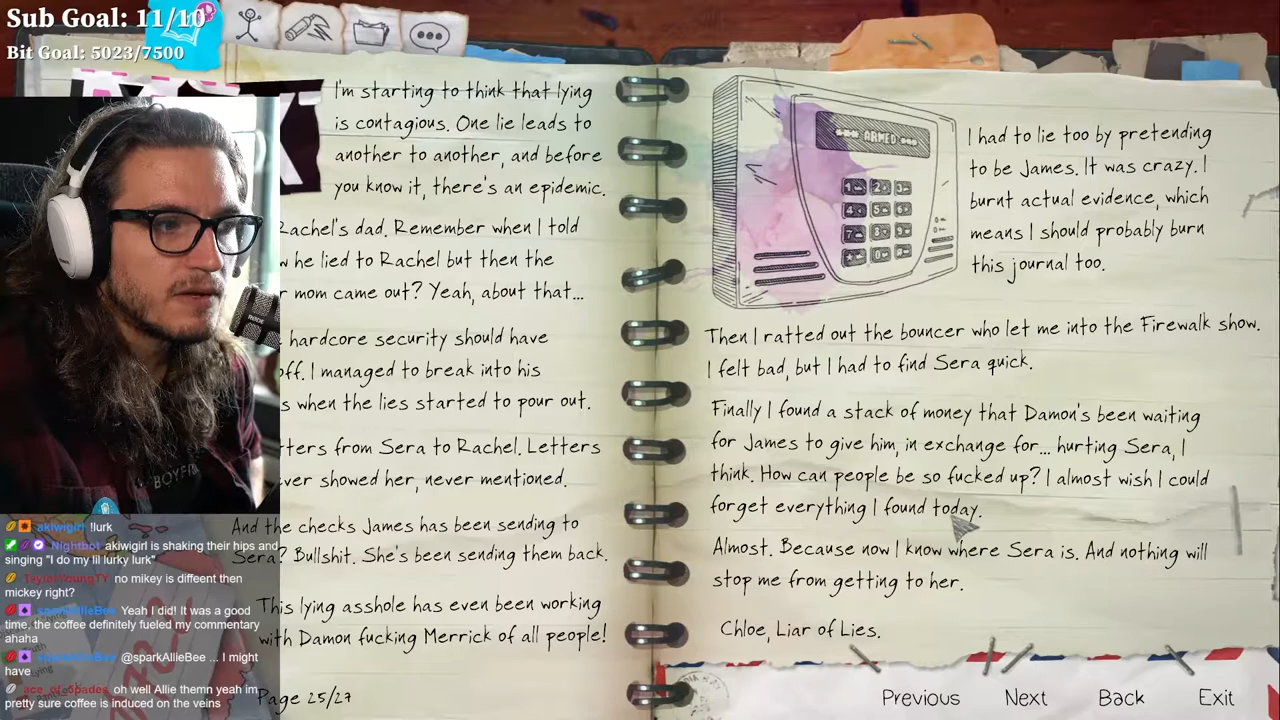 Sub Goal: 11/10
Bit Goal: 5023/7500
I'm starting to think that lying
is contagious. One lie leads to
another to another, and before
you know it, there's an epidemic.
Rachel's dad. Remember when I told
he lied to Rachel but then the
mom came out? Yeah, about that...
hardcore security should have
off. I managed to break into his
s when the lies started to pour out.
tters from Sera to Rachel. Letters
ver showed her, never mentioned.
And the checks James has been sending to
Sera? Bullshit. She's been sending them back.
This lying asshole has even been working
with Damon fucking Merrick of all people!
Page 25/27
ARMED
1 2 3
4 5 6
7 8 9
* 0
I had to lie too by pretending
to be James. It was crazy. I
burnt actual evidence, which
means I should probably burn
this journal too.
Then I ratted out the bouncer who let me into the Firewalk show.
I felt bad, but I had to find Sera quick.
Finally I found a stack of money that Damon's been waiting
for James to give him, in exchange for... hurting Sera, I
think. How can people be so fucked up? I almost wish I could
forget everything I found today.
Almost. Because now I know where Sera is. And nothing will
stop me from getting to her.
Chloe, Liar of Lies.
Previous Next Back Exit
BOYF
akiwigirl !lurk
Nightbot akiwigirl is shaking their hips and
singing "I do my lil lurky lurk"
TaylorYoungTY no mikey is diffeent then
mickey right?
sparkAllieBee Yeah I did! It was a good
time, the coffee definitely fueled my commentary
ahaha
sparkAllieBee @sparkAllieBee ... I might
have
ace_of_spades oh well Allie themn yeah im
pretty sure coffee is induced on the veins